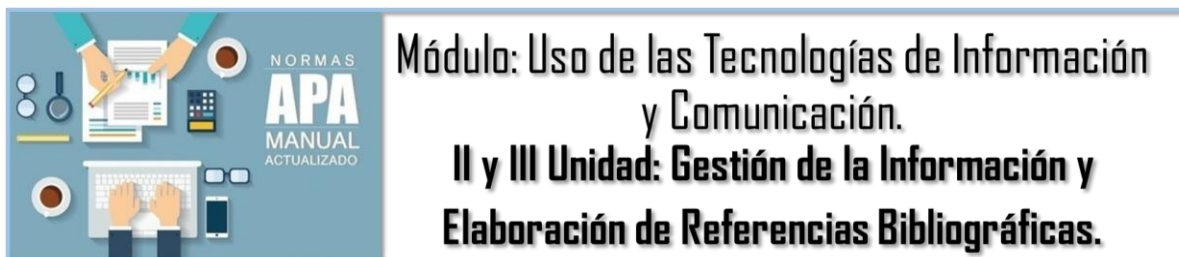 NORMAS
APA
MANUAL
ACTUALIZADO
Módulo: Uso de las Tecnologías de Información
y Comunicación.
II y III Unidad: Gestión de la Información y
Elaboración de Referencias Bibliográficas.